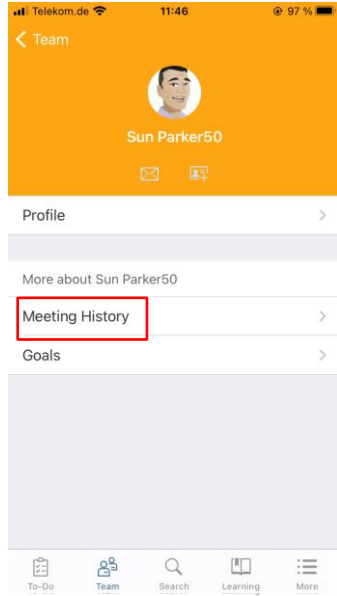 Telekom.de 11:46 97 %
Team
Sun Parker50
Profile
More about Sun Parker50
Meeting History
Goals
To-Do Team Search Learning More